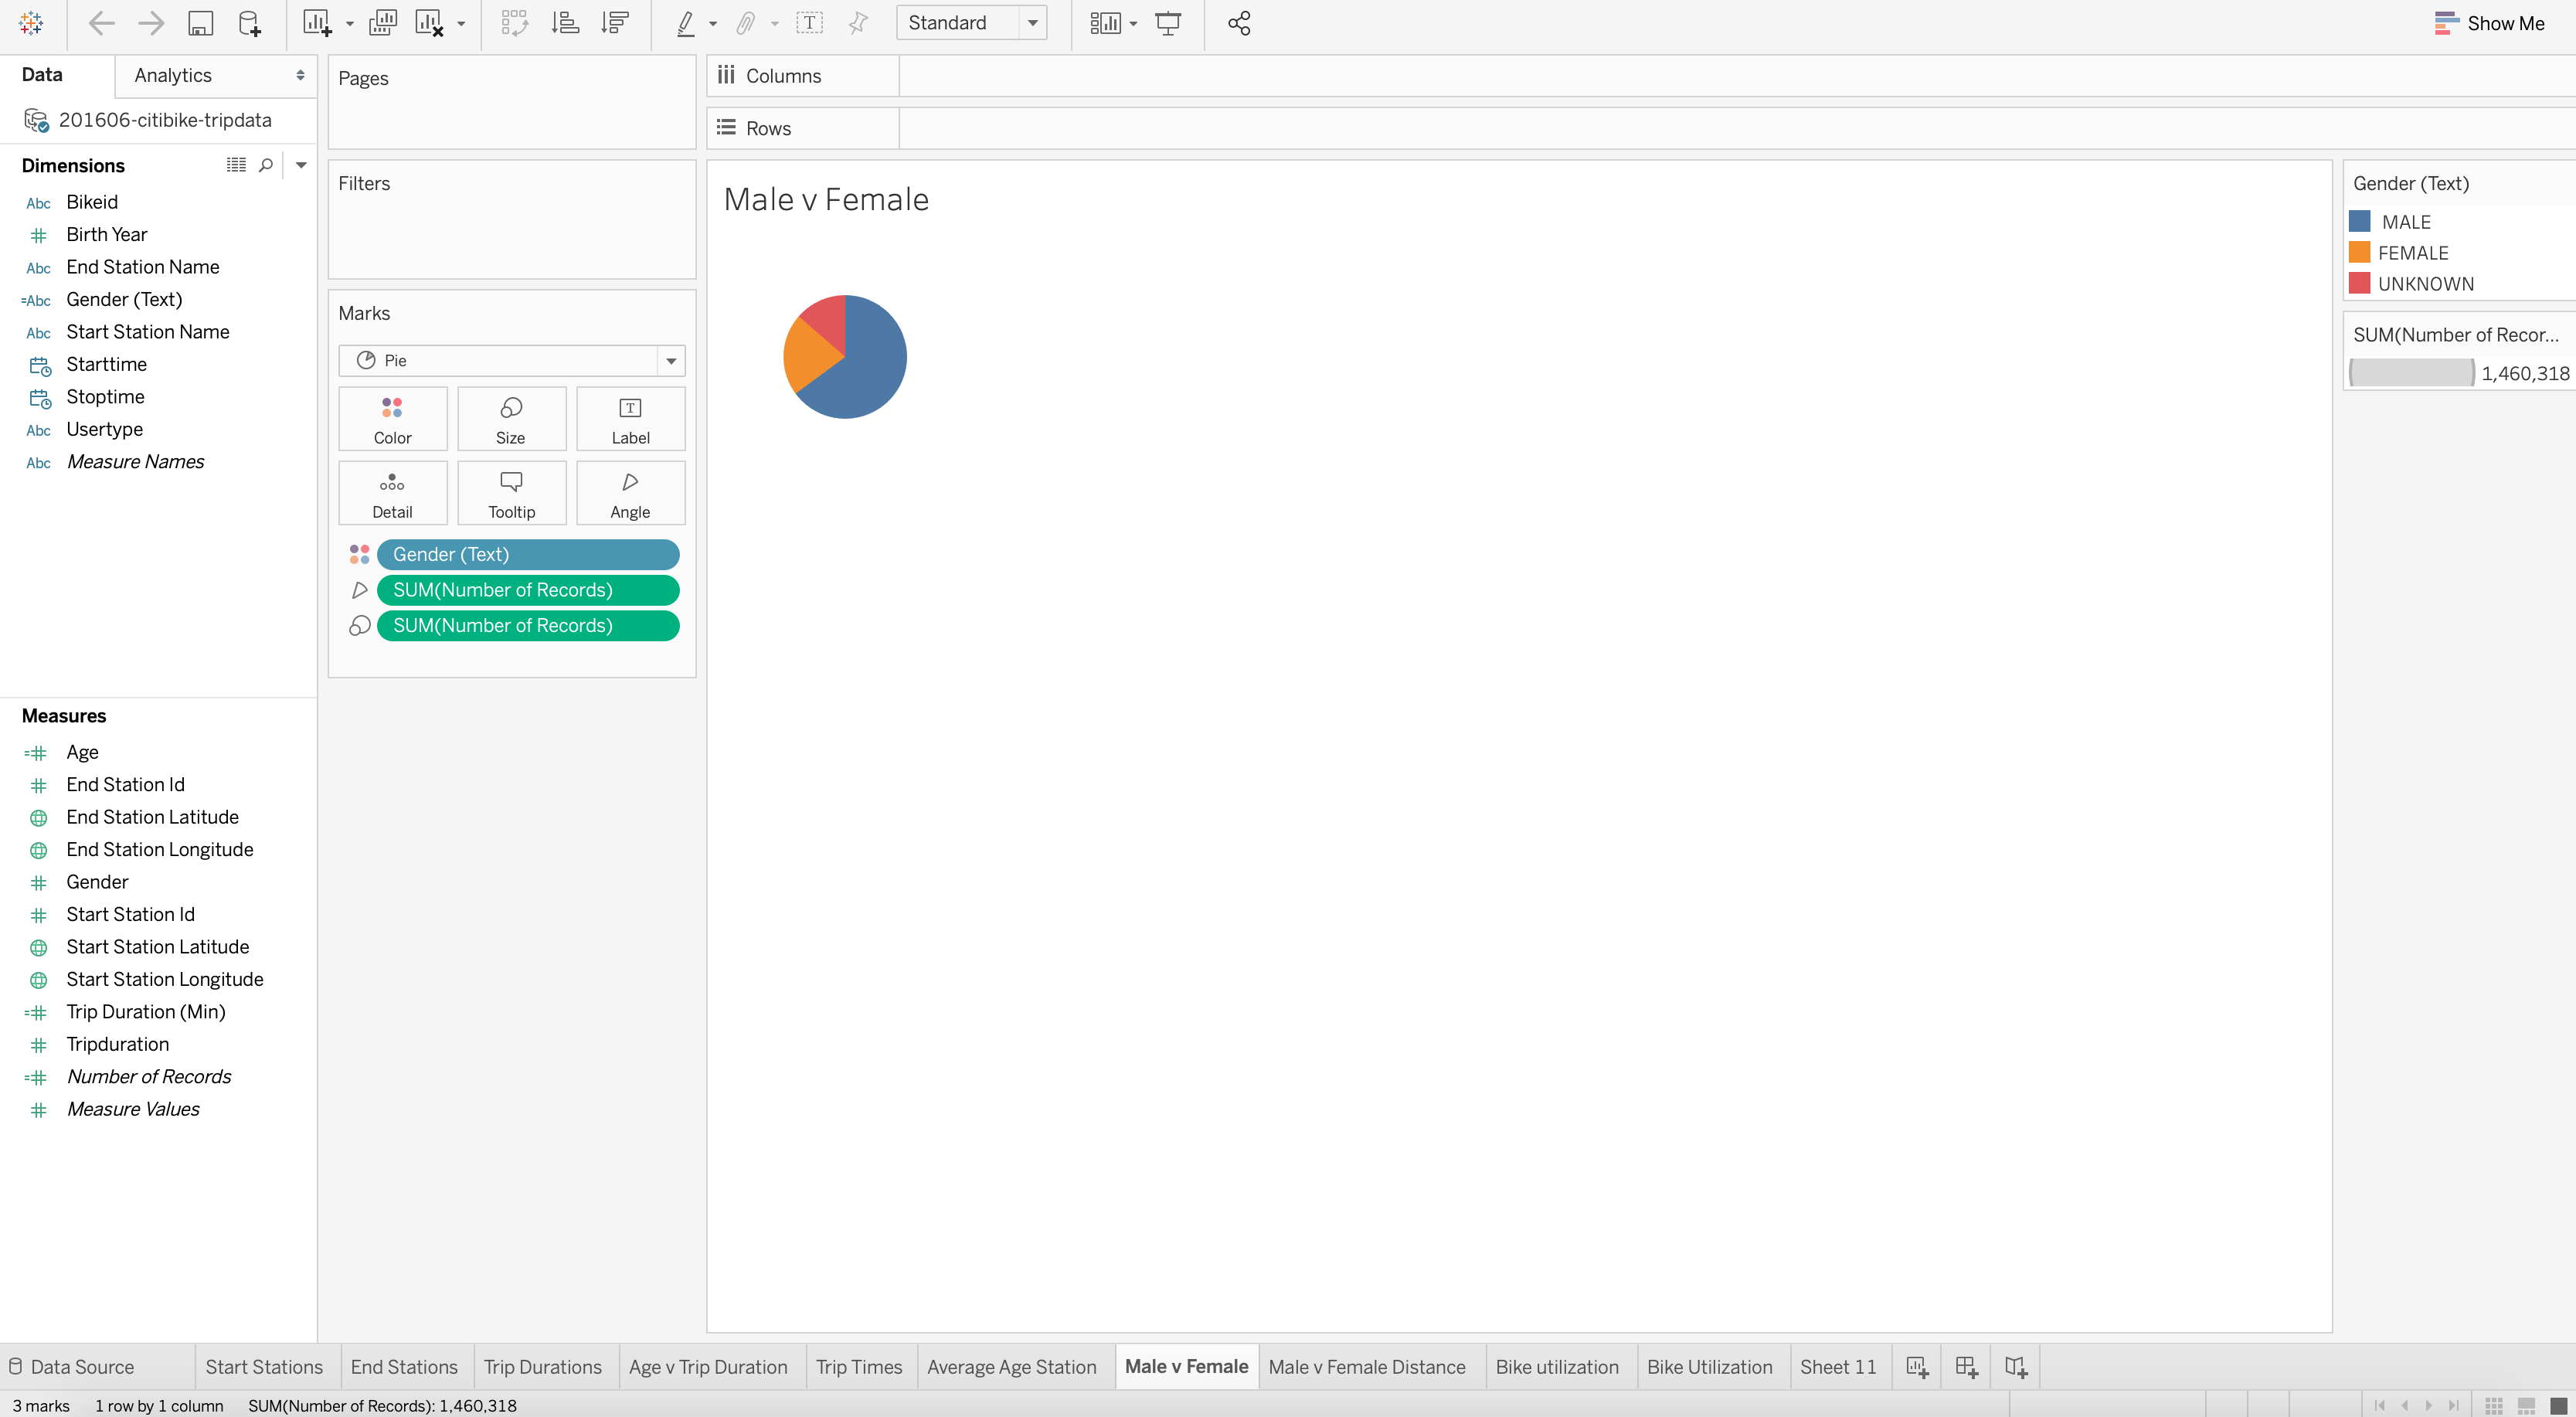 Standard
Show Me
Data
Analytics
201606-citibike-tripdata
Dimensions
Abc Bikeid
# Birth Year
Abc End Station Name
=Abc Gender (Text)
Abc Start Station Name
Starttime
Stoptime
Abc Usertype
Abc Measure Names
Measures
=# Age
# End Station Id
End Station Latitude
End Station Longitude
# Gender
# Start Station Id
Start Station Latitude
Start Station Longitude
=# Trip Duration (Min)
# Tripduration
=# Number of Records
# Measure Values
Pages
Filters
Marks
Pie
Color
Size
T
Label
Detail
Tooltip
Angle
Gender (Text)
SUM(Number of Records)
SUM(Number of Records)
Columns
Rows
Male v Female
Gender (Text)
MALE
FEMALE
UNKNOWN
SUM(Number of Recor...
1,460,318
Data Source
Start Stations
End Stations
Trip Durations
Age v Trip Duration
Trip Times
Average Age Station
Male v Female
Male v Female Distance
Bike utilization
Bike Utilization
Sheet 11
3 marks 1 row by 1 column SUM(Number of Records): 1,460,318